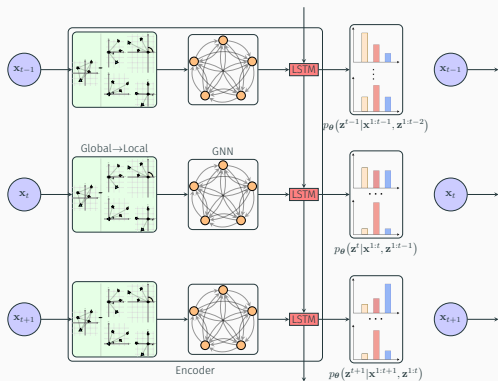 x_{t-1} LSTM x_{t-1}
p_θ(z^{t-1}|x^{1:t-1}, z^{1:t-2})
Global→Local GNN
x_t LSTM x_t
p_θ(z^t|x^{1:t}, z^{1:t-1})
x_{t+1} LSTM x_{t+1}
Encoder
p_θ(z^{t+1}|x^{1:t+1}, z^{1:t})